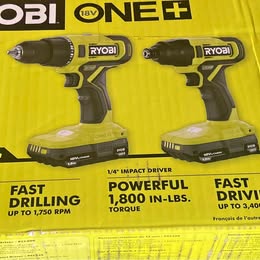 OBI 18V ONE+
RYOBI
RYOBI
1/4" IMPACT DRIVER
FAST
DRILLING
UP TO 1,750 RPM
POWERFUL
1,800 IN-LBS.
TORQUE
FAST
DRIVI
UP TO 3,40
Français de l'autre